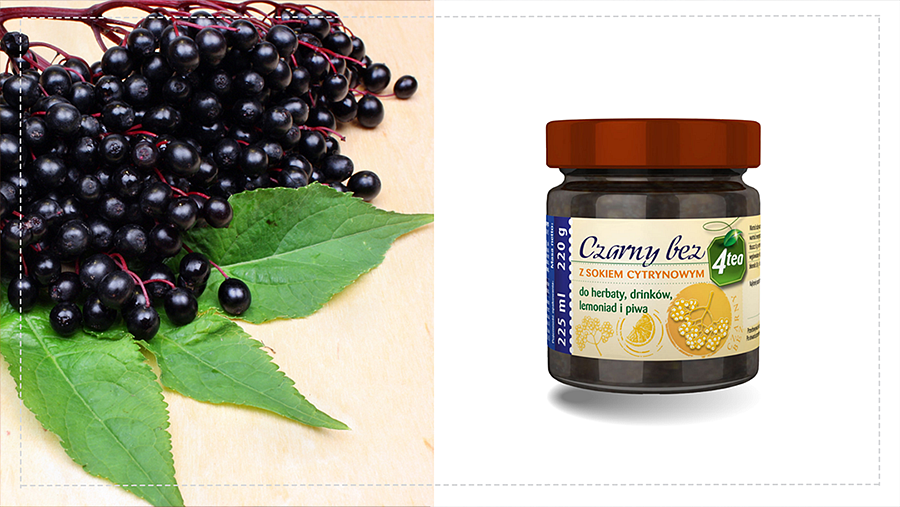 Czarny bez
Z SOKIEM CYTRYNOWYM
do herbaty, drinków,
lemoniad i piwa
4tea
225 ml 220 g